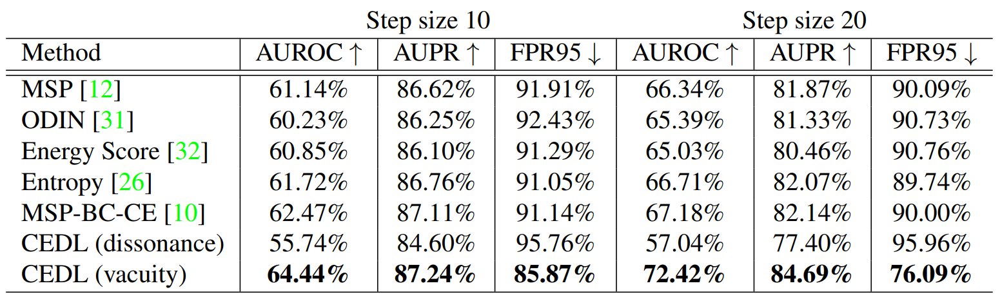 Step size 10 Step size 20
Method AUROC ↑ AUPR ↑ FPR95 ↓ AUROC ↑ AUPR ↑ FPR95 ↓
MSP [12] 61.14% 86.62% 91.91% 66.34% 81.87% 90.09%
ODIN [31] 60.23% 86.25% 92.43% 65.39% 81.33% 90.73%
Energy Score [32] 60.85% 86.10% 91.29% 65.03% 80.46% 90.76%
Entropy [26] 61.72% 86.76% 91.05% 66.71% 82.07% 89.74%
MSP-BC-CE [10] 62.47% 87.11% 91.14% 67.18% 82.14% 90.00%
CEDL (dissonance) 55.74% 84.60% 95.76% 57.04% 77.40% 95.96%
CEDL (vacuity) 64.44% 87.24% 85.87% 72.42% 84.69% 76.09%